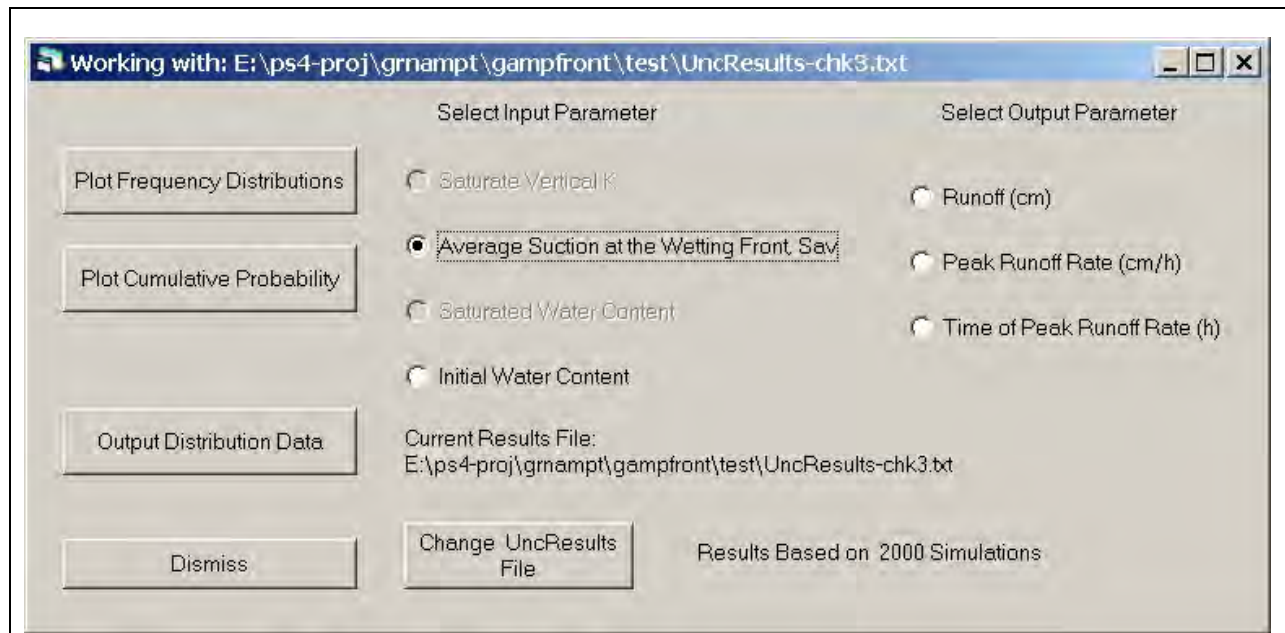 Working with: E:\ps4-proj\grnampt\gampfront\test\UncResults-chk3.txt
Select Input Parameter
Select Output Parameter
Plot Frequency Distributions
Saturate Vertical K
Runoff (cm)
Average Suction at the Wetting Front, Sav
Plot Cumulative Probability
Peak Runoff Rate (cm/h)
Saturated Water Content
Time of Peak Runoff Rate (h)
Initial Water Content
Output Distribution Data
Current Results File:
E:\ps4-proj\grnampt\gampfront\test\UncResults-chk3.txt
Dismiss
Change UncResults
File
Results Based on 2000 Simulations